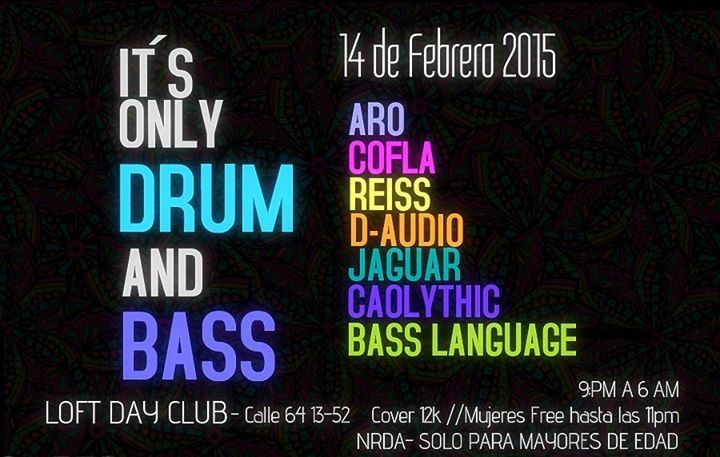 IT´S
ONLY
DRUM
AND
BASS
14 de Febrero 2015
ARO
COFLA
REISS
D-AUDIO
JAGUAR
CAOLYTHIC
BASS LANGUAGE
9:PM A 6 AM
LOFT DAY CLUB - Calle 64 13-52 Cover 12k //Mujeres Free hasta las 11pm
NRDA- SOLO PARA MAYORES DE EDAD